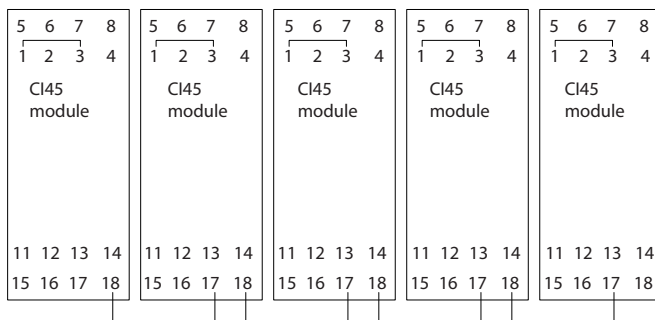 5 6 7 8 5 6 7 8 5 6 7 8 5 6 7 8 5 6 7 8
1 2 3 4 1 2 3 4 1 2 3 4 1 2 3 4 1 2 3 4
CI45 CI45 CI45 CI45 CI45
module module module module module
11 12 13 14 11 12 13 14 11 12 13 14 11 12 13 14 11 12 13 14
15 16 17 18 15 16 17 18 15 16 17 18 15 16 17 18 15 16 17 18